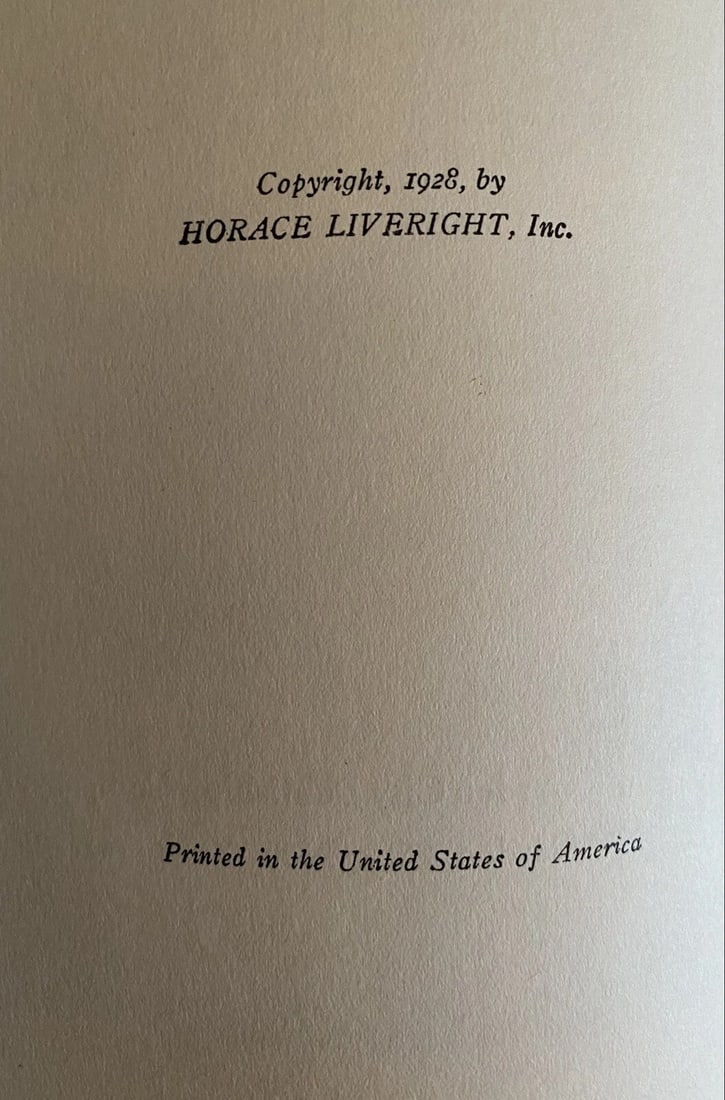 Copyright, 1928, by
HORACE LIVERIGHT, Inc.
Printed in the United States of America